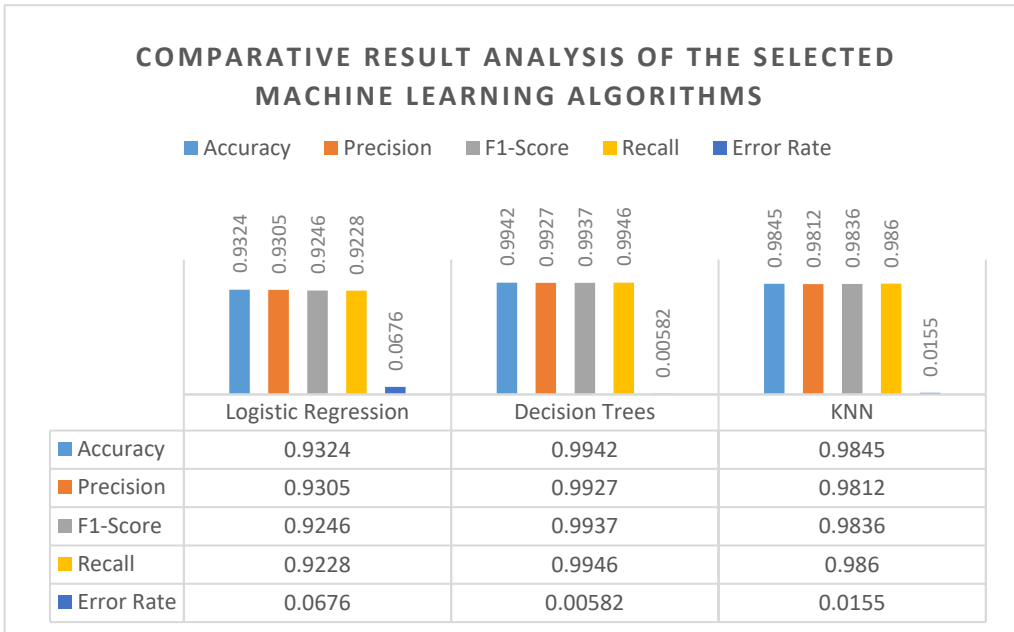 COMPARATIVE RESULT ANALYSIS OF THE SELECTED
MACHINE LEARNING ALGORITHMS
Accuracy Precision F1-Score Recall Error Rate
0.9324 0.9305 0.9246 0.9228 0.0676 0.9942 0.9927 0.9937 0.9946 0.00582 0.9845 0.9812 0.9836 0.986 0.0155
Logistic Regression Decision Trees KNN
Accuracy 0.9324 0.9942 0.9845
Precision 0.9305 0.9927 0.9812
F1-Score 0.9246 0.9937 0.9836
Recall 0.9228 0.9946 0.986
Error Rate 0.0676 0.00582 0.0155